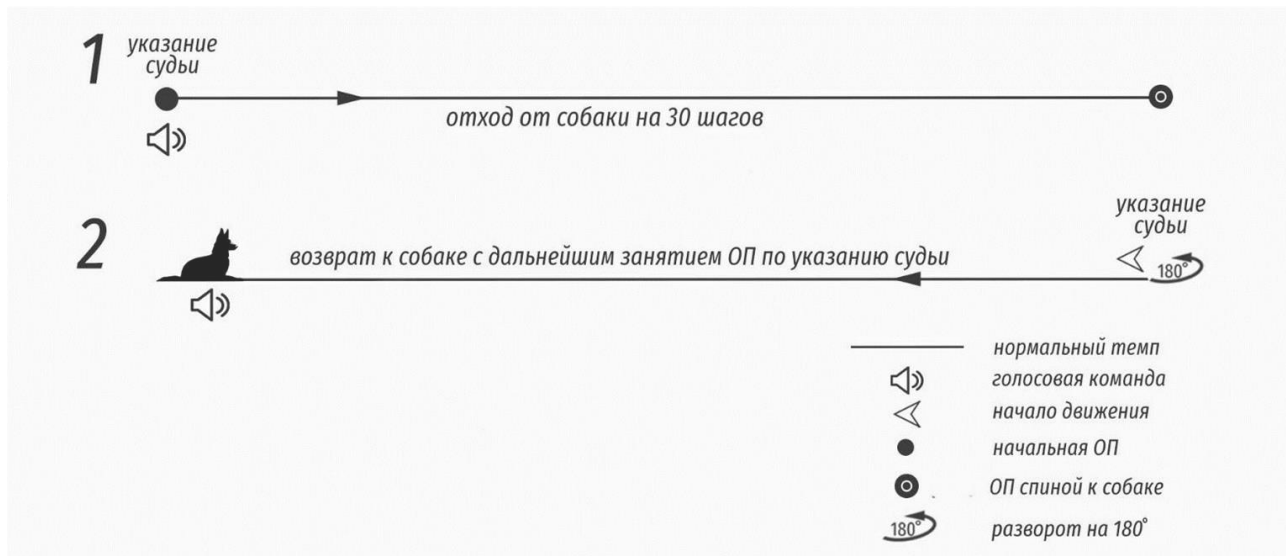 1
указание
судьи
отход от собаки на 30 шагов
2
возврат к собаке с дальнейшим занятием ОП по указанию судьи
указание
судьи
180°
нормальный темп
голосовая команда
начало движения
начальная ОП
ОП спиной к собаке
180° разворот на 180°